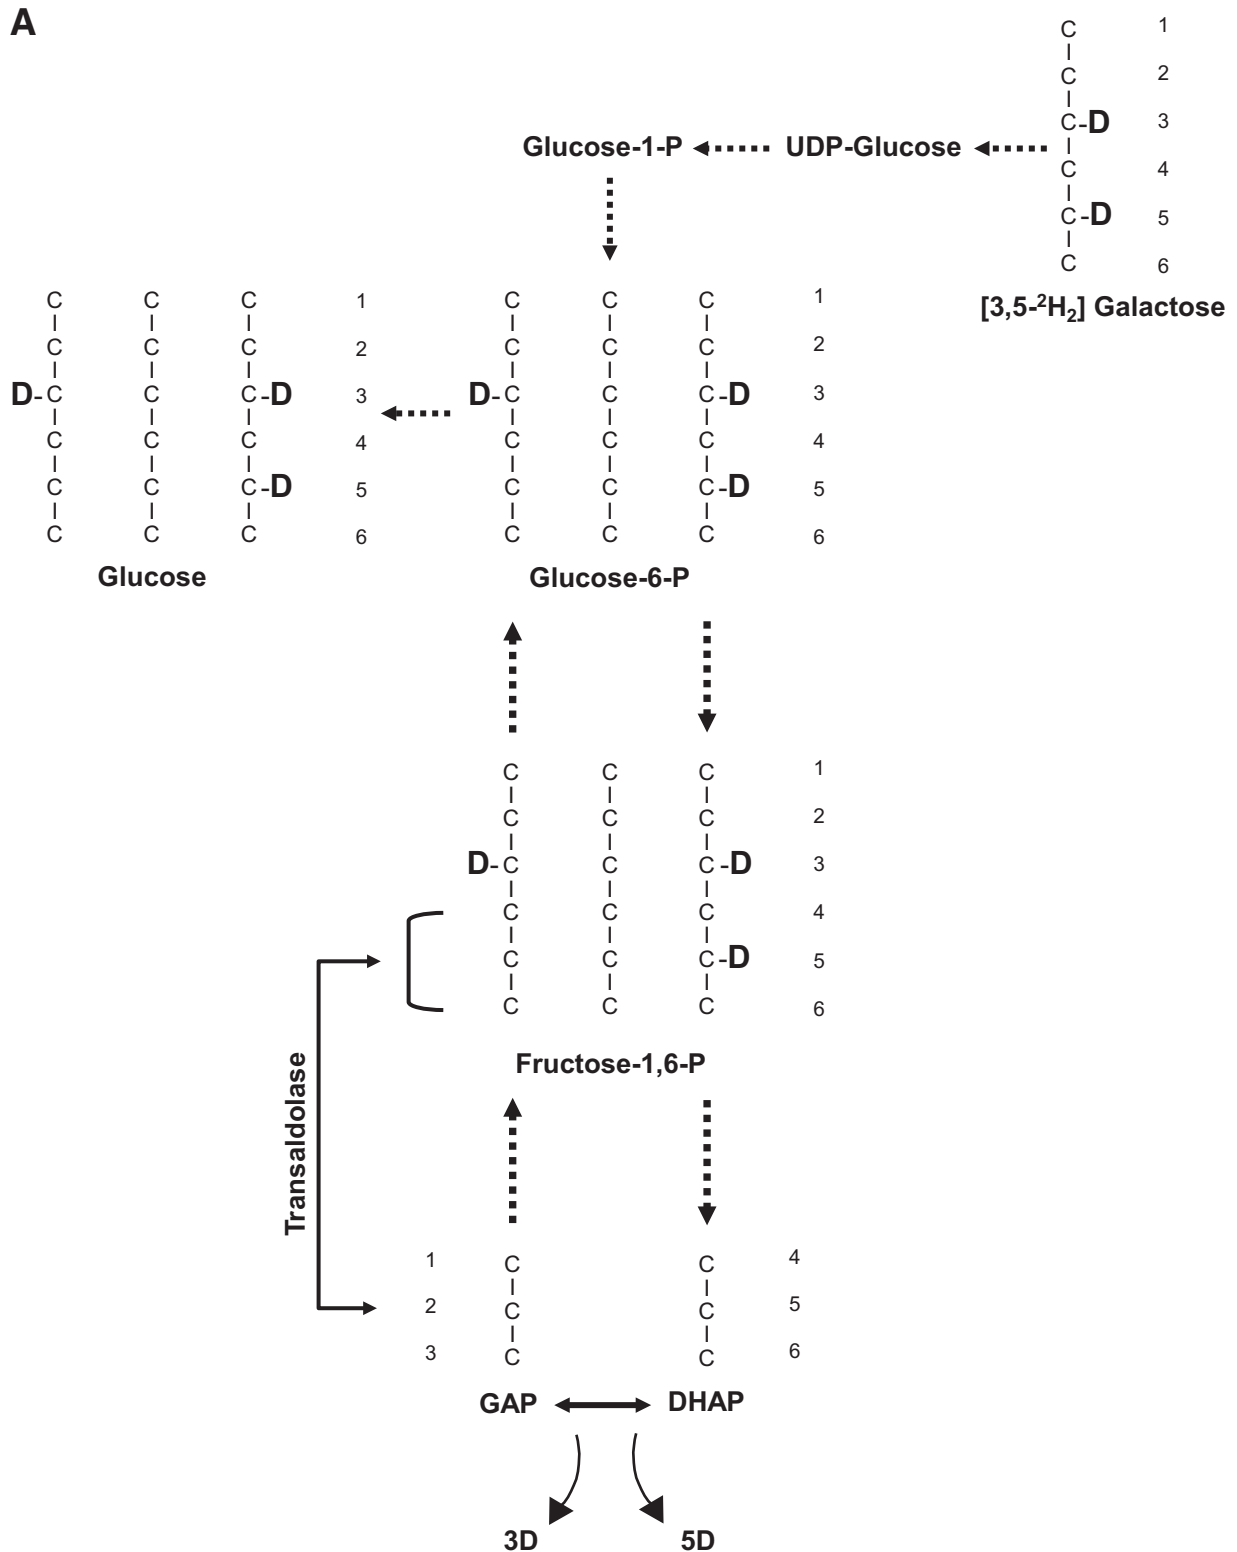 A
C 1
C 2
C-D 3
Glucose-1-P UDP-Glucose
C 4
C-D 5
C 6
[3,5-²H₂] Galactose
C C C 1 C C C 1
C C C 2 C C C 2
D-C C C-D 3 D-C C C-D 3
C C C 4 C C C 4
C C C-D 5 C C C-D 5
C C C 6 C C C 6
Glucose Glucose-6-P
C C C 1
C C C 2
D-C C C-D 3
C C C 4
C C C-D 5
C C C 6
Fructose-1,6-P
Transaldolase
1 C C 4
2 C C 5
3 C C 6
GAP DHAP
3D 5D